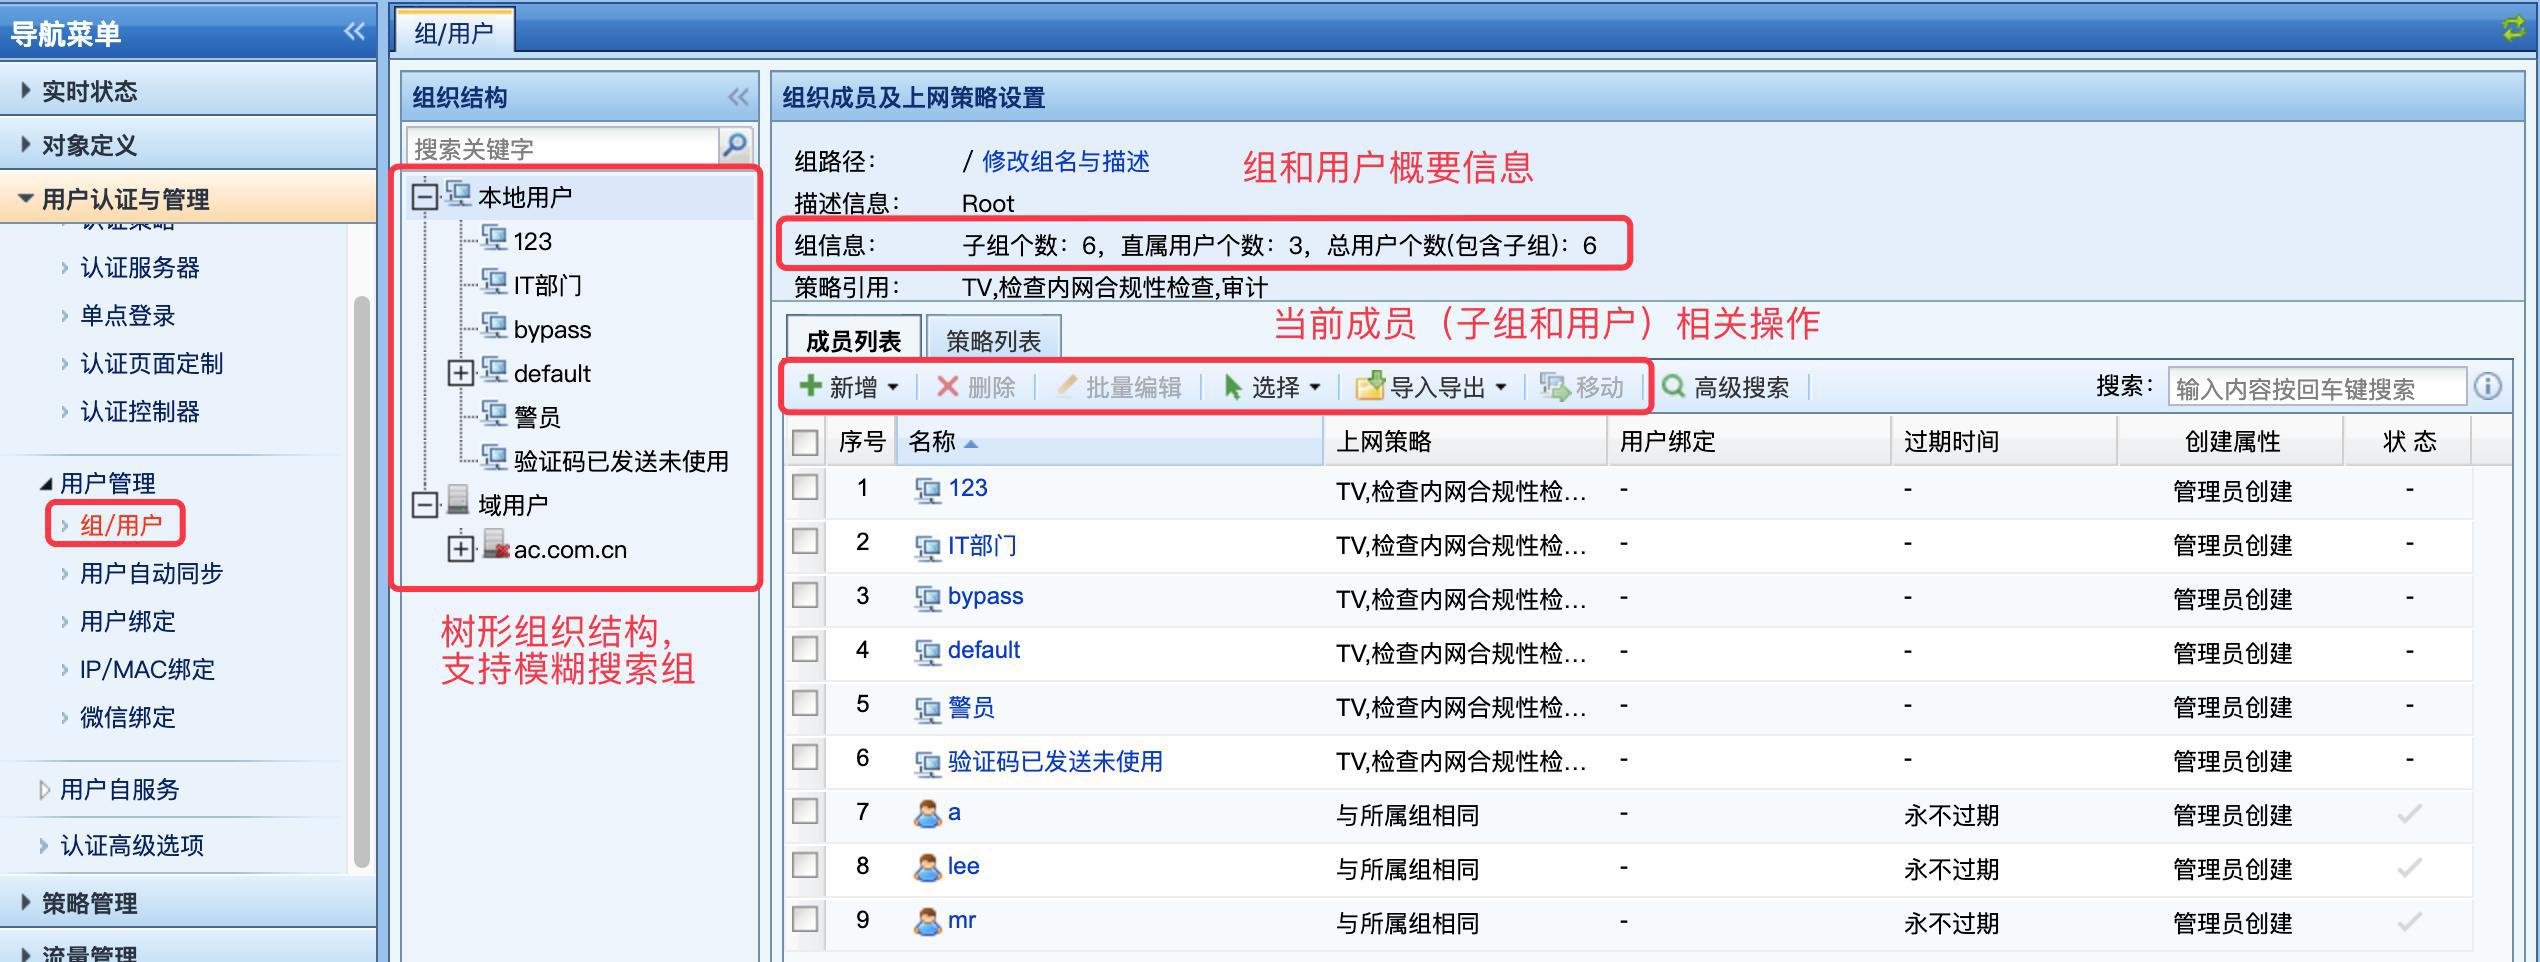 导航菜单
实时状态
对象定义
用户认证与管理
认证策略
认证服务器
单点登录
认证页面定制
认证控制器
用户管理
组/用户
用户自动同步
用户绑定
IP/MAC绑定
微信绑定
用户自服务
认证高级选项
策略管理
流量管理
组/用户
组织结构
搜索关键字
本地用户
123
IT部门
bypass
default
警员
验证码已发送未使用
域用户
ac.com.cn
树形组织结构,
支持模糊搜索组
组织成员及上网策略设置
组路径： / 修改组名与描述
组和用户概要信息
描述信息： Root
组信息： 子组个数：6，直属用户个数：3，总用户个数(包含子组)：6
策略引用： TV,检查内网合规性检查,审计
当前成员（子组和用户）相关操作
成员列表 策略列表
新增 删除 批量编辑 选择 导入导出 移动 高级搜索 搜索： 输入内容按回车键搜索
序号 名称 上网策略 用户绑定 过期时间 创建属性 状 态
1 123 TV,检查内网合规性检... - - 管理员创建 -
2 IT部门 TV,检查内网合规性检... - - 管理员创建 -
3 bypass TV,检查内网合规性检... - - 管理员创建 -
4 default TV,检查内网合规性检... - - 管理员创建 -
5 警员 TV,检查内网合规性检... - - 管理员创建 -
6 验证码已发送未使用 TV,检查内网合规性检... - - 管理员创建 -
7 a 与所属组相同 - 永不过期 管理员创建
8 lee 与所属组相同 - 永不过期 管理员创建
9 mr 与所属组相同 - 永不过期 管理员创建